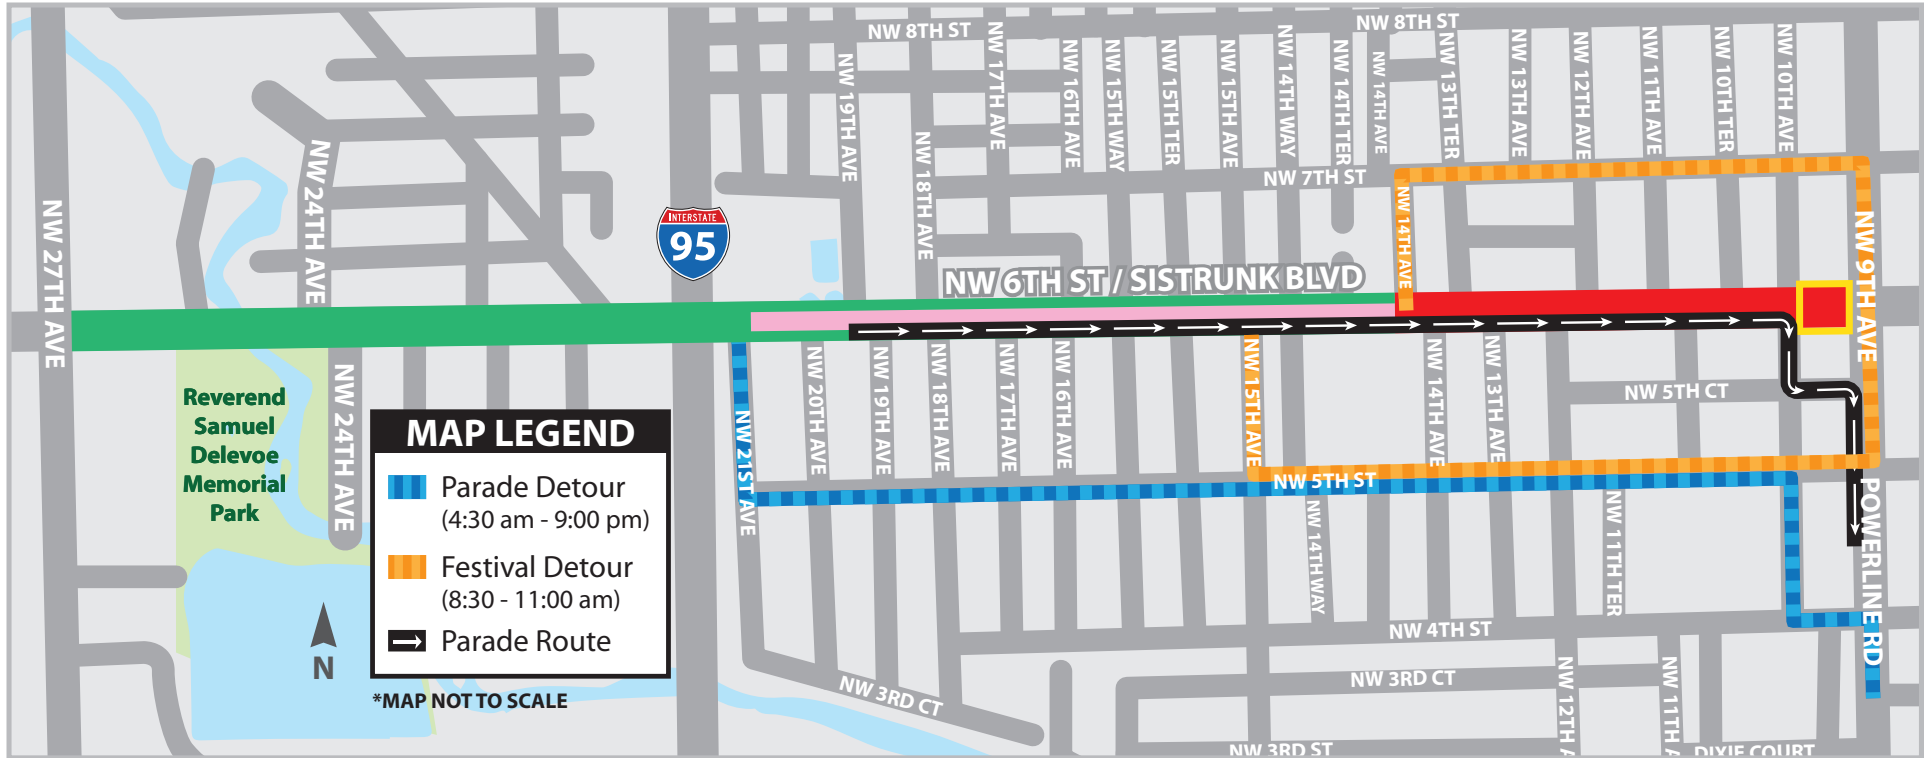 NW 8TH ST
NW 8TH ST
NW 19TH AVE
NW 18TH AVE
NW 17TH AVE
NW 16TH AVE
NW 15TH WAY
NW 15TH TER
NW 15TH AVE
NW 14TH WAY
NW 14TH TER
NW 14TH AVE
NW 13TH TER
NW 13TH AVE
NW 12TH AVE
NW 11TH AVE
NW 10TH TER
NW 10TH AVE
NW 24TH AVE
NW 27TH AVE
INTERSTATE
95
NW 7TH ST
NW 14TH AVE
NW 9TH AVE
NW 6TH ST / SISTRUNK BLVD
Reverend
Samuel
Delevoe
Memorial
Park
NW 24TH AVE
NW 21ST AVE
NW 20TH AVE
NW 19TH AVE
NW 18TH AVE
NW 17TH AVE
NW 16TH AVE
NW 15TH AVE
NW 14TH AVE
NW 13TH AVE
NW 5TH CT
NW 5TH ST
NW 14TH WAY
NW 11TH TER
POWERLINE RD
MAP LEGEND
Parade Detour
(4:30 am - 9:00 pm)
Festival Detour
(8:30 - 11:00 am)
Parade Route
N
*MAP NOT TO SCALE
NW 4TH ST
NW 3RD CT
NW 3RD CT
NW 12TH A
NW 11TH A
NW 3RD ST
DIXIE COURT